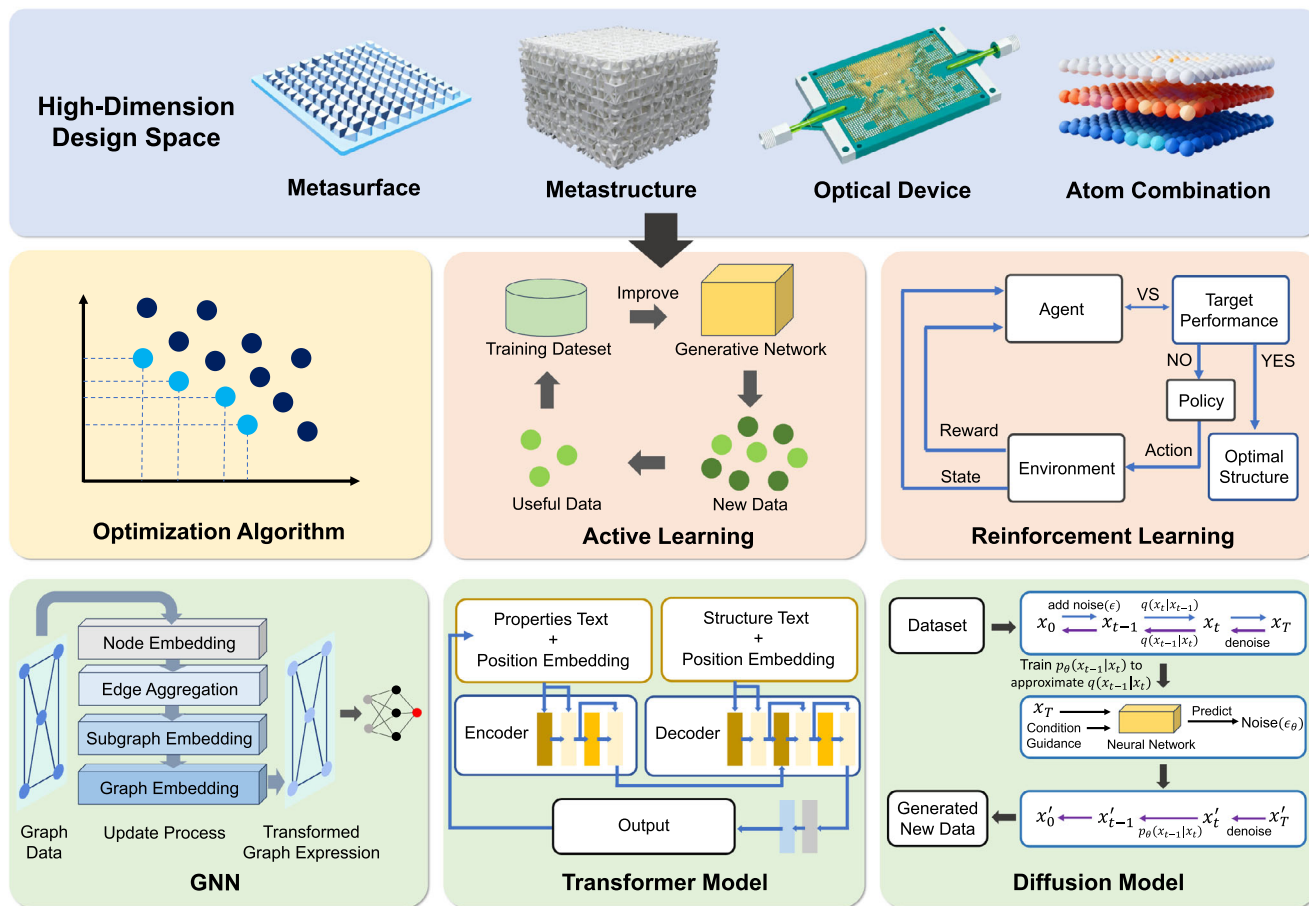 High-Dimension
Design Space
Metasurface
Metastructure
Optical Device
Atom Combination
Optimization Algorithm
Improve
Training Dateset
Generative Network
Useful Data
New Data
Active Learning
Agent
VS
Target
Performance
NO
YES
Policy
Reward
Action
Environment
State
Optimal
Structure
Reinforcement Learning
Node Embedding
Edge Aggregation
Subgraph Embedding
Graph Embedding
Graph
Data
Update Process
Transformed
Graph Expression
GNN
Properties Text
+
Position Embedding
Structure Text
+
Position Embedding
Encoder
Decoder
Output
Transformer Model
Dataset
add noise(ϵ) q(x_t|x_{t−1})
x_0 x_{t−1} x_t x_T
q(x_{t−1}|x_t) denoise
Train p_θ(x_{t−1}|x_t) to
approximate q(x_{t−1}|x_t)
x_T
Condition
Guidance
Neural Network
Predict
Noise(ϵ_θ)
Generated
New Data
x′_0 x′_{t−1} x′_t x′_T
p_θ(x_{t−1}|x_t) denoise
Diffusion Model